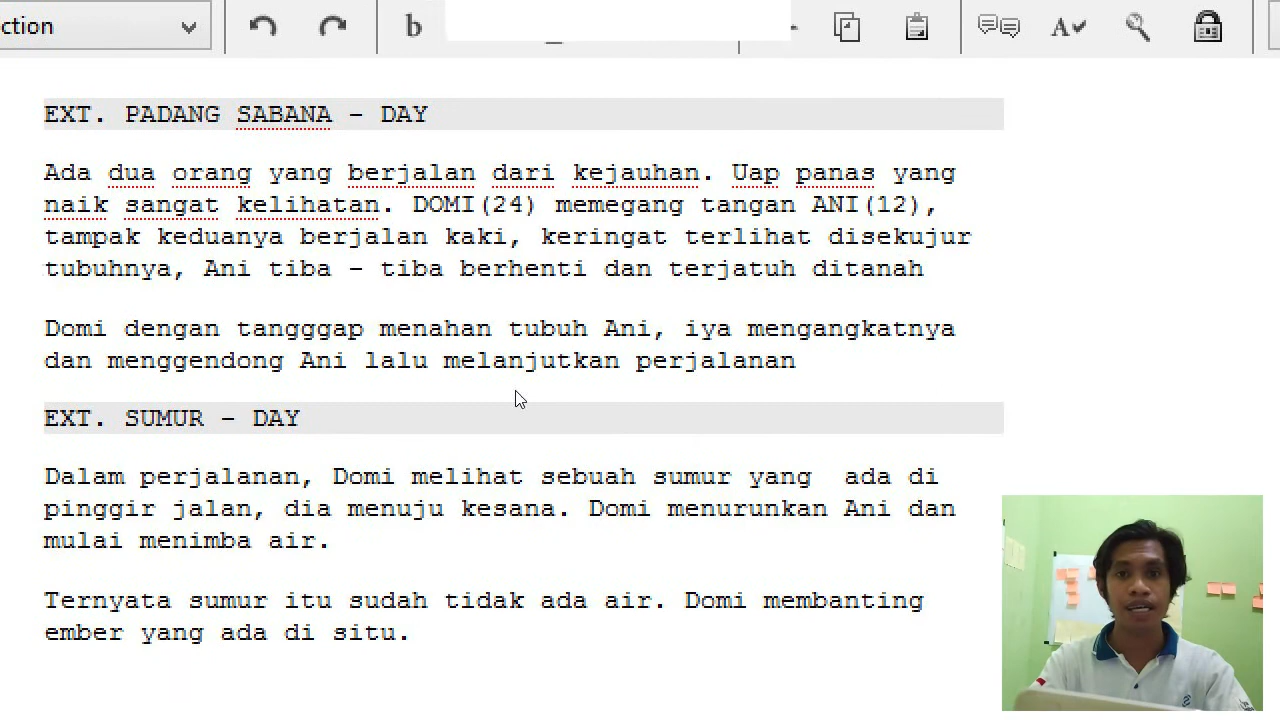 ction
b
EXT. PADANG SABANA - DAY
Ada dua orang yang berjalan dari kejauhan. Uap panas yang
naik sangat kelihatan. DOMI(24) memegang tangan ANI(12),
tampak keduanya berjalan kaki, keringat terlihat disekujur
tubuhnya, Ani tiba - tiba berhenti dan terjatuh ditanah
Domi dengan tangggap menahan tubuh Ani, iya mengangkatnya
dan menggendong Ani lalu melanjutkan perjalanan
EXT. SUMUR - DAY
Dalam perjalanan, Domi melihat sebuah sumur yang  ada di
pinggir jalan, dia menuju kesana. Domi menurunkan Ani dan
mulai menimba air.
Ternyata sumur itu sudah tidak ada air. Domi membanting
ember yang ada di situ.